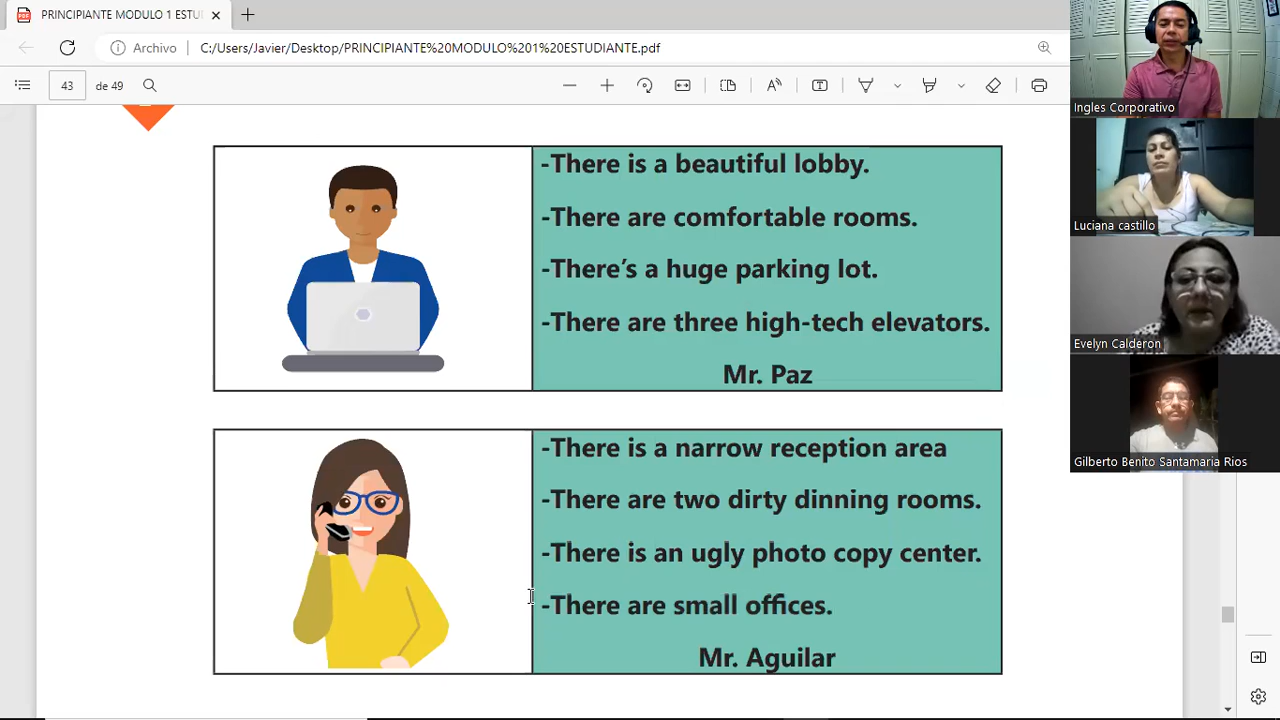 PRINCIPIANTE MODULO 1 ESTU
Archivo
C:/Users/Javier/Desktop/PRINCIPIANTE%20MODULO%201%20ESTUDIANTE.pdf
43 de 49
-There is a beautiful lobby.
-There are comfortable rooms.
-There's a huge parking lot.
-There are three high-tech elevators.
Mr. Paz
-There is a narrow reception area
-There are two dirty dinning rooms.
-There is an ugly photo copy center.
-There are small offices.
Mr. Aguilar
Ingles Corporativo
Luciana castillo
Evelyn Calderon
Gilberto Benito Santamaria Rios